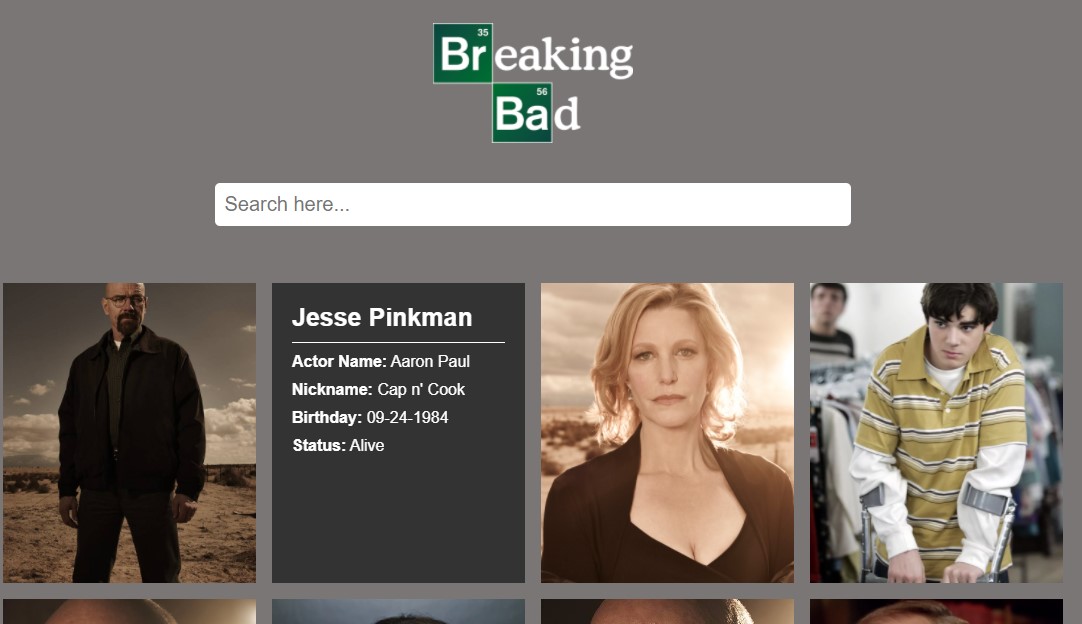 35
Breaking
56
Bad
Search here...
Jesse Pinkman
Actor Name: Aaron Paul
Nickname: Cap n' Cook
Birthday: 09-24-1984
Status: Alive